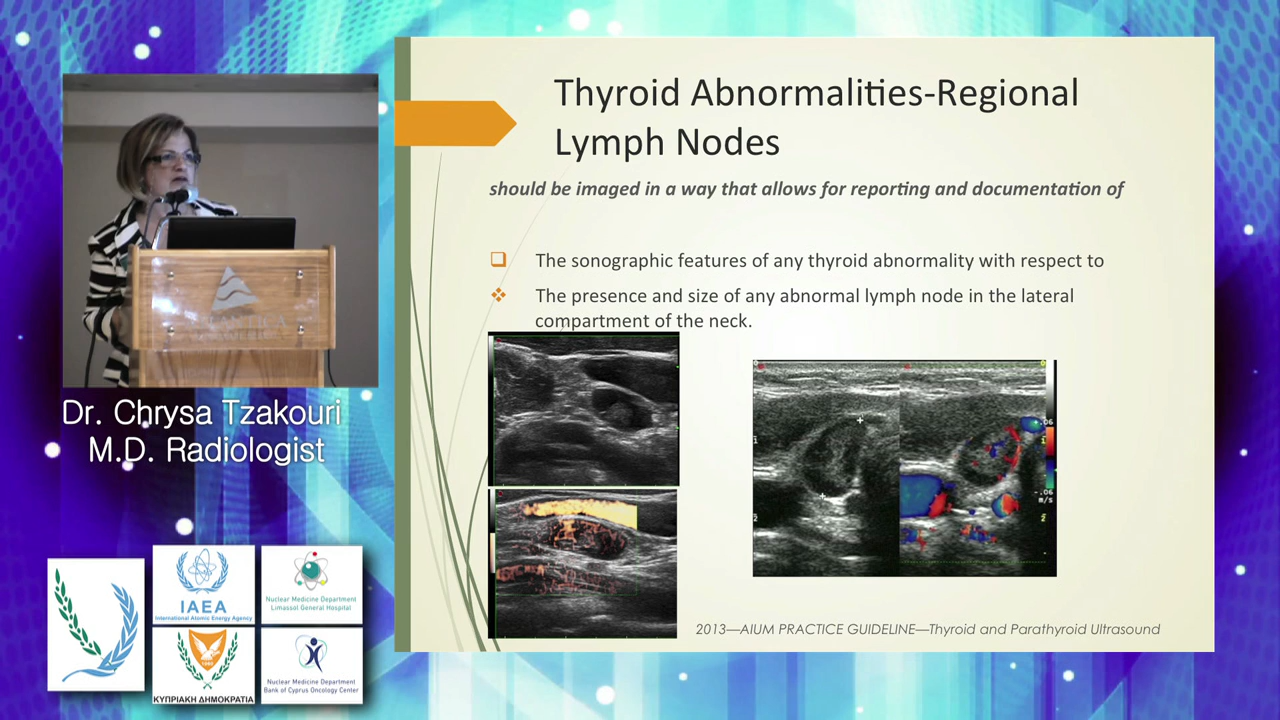 Thyroid Abnormalities-Regional
Lymph Nodes
should be imaged in a way that allows for reporting and documentation of
The sonographic features of any thyroid abnormality with respect to
The presence and size of any abnormal lymph node in the lateral
compartment of the neck.
.06
-.06
m/s
2013—AIUM PRACTICE GUIDELINE—Thyroid and Parathyroid Ultrasound
Dr. Chrysa Tzakouri
M.D. Radiologist
IAEA
International Atomic Energy Agency
Nuclear Medicine Department
Limassol General Hospital
1960
ΚΥΠΡΙΑΚΗ ΔΗΜΟΚΡΑΤΙΑ
Nuclear Medicine Department
Bank of Cyprus Oncology Center